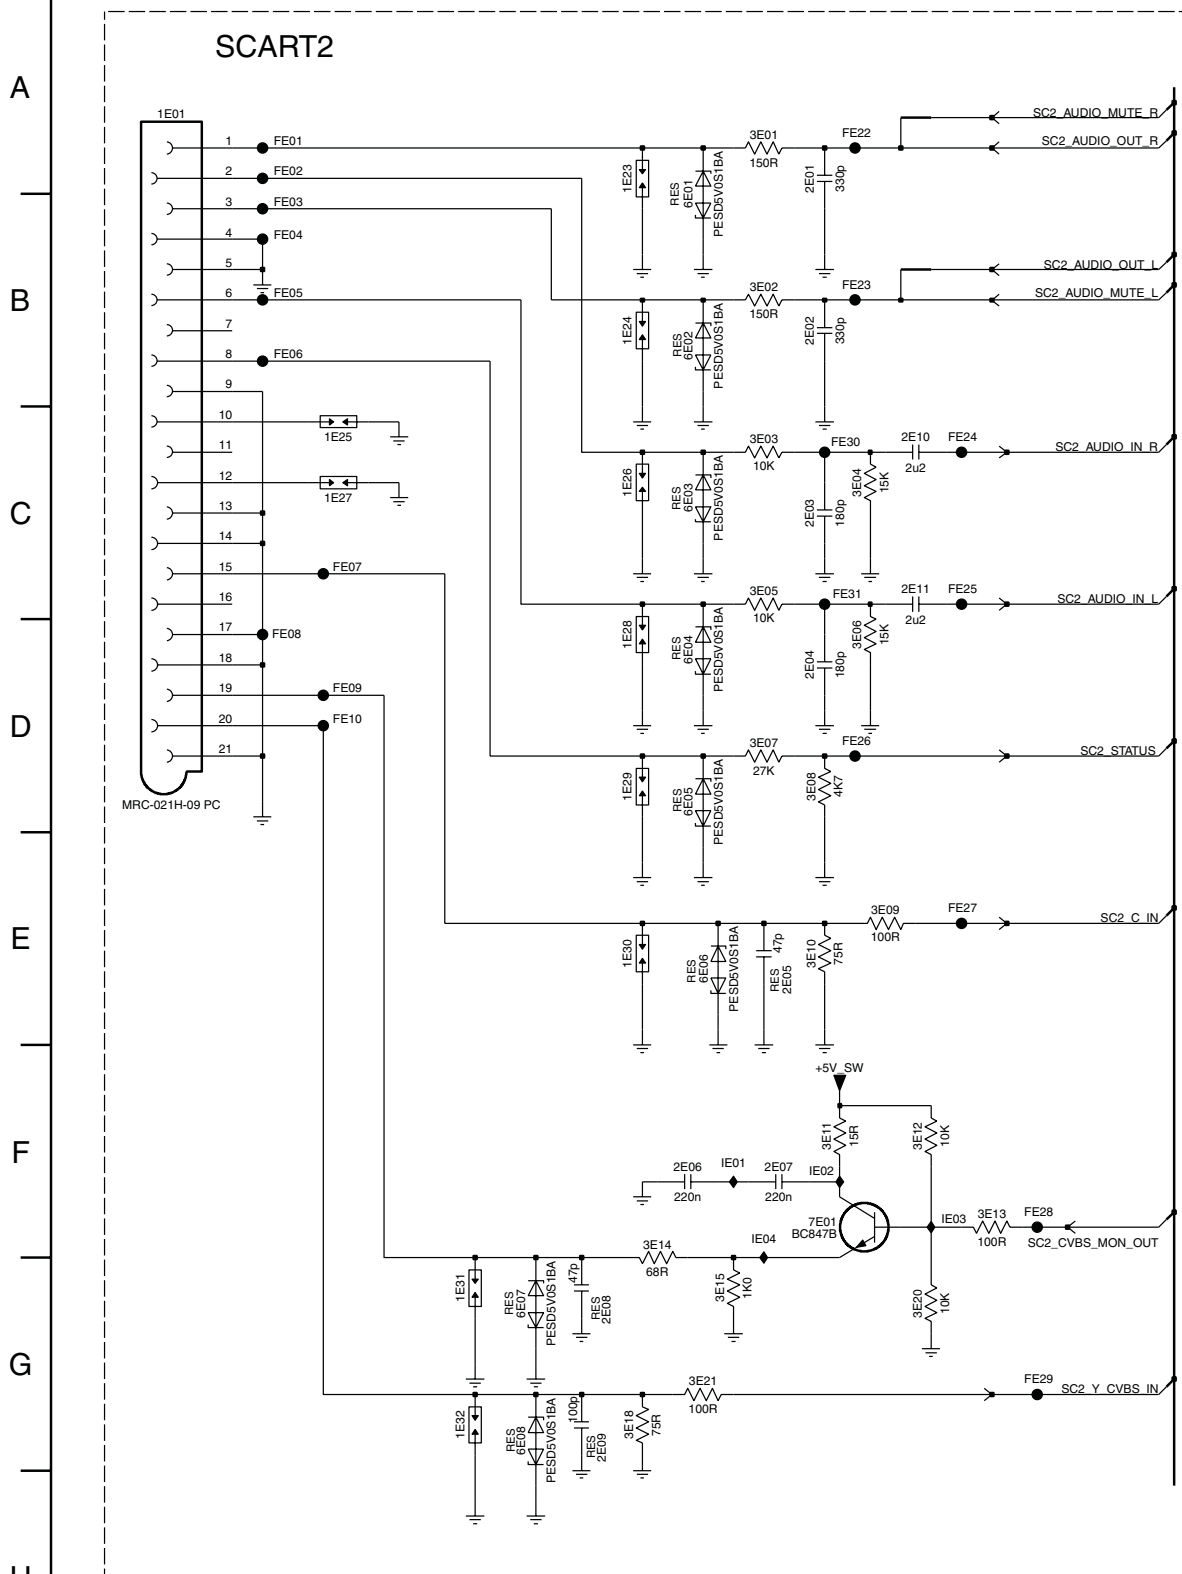 SCART2
A
B
C
D
E
F
G
1E01
1 FE01
2 FE02
3 FE03
4 FE04
5
6 FE05
7
8 FE06
9
10
1E25
11
12
1E27
13
14
15 FE07
16
17 FE08
18
19 FE09
20 FE10
21
MRC-021H-09 PC
SC2_AUDIO_MUTE_R
1E23
RES
6E01
PESD5V0S1BA
3E01
150R
2E01
330p
FE22
SC2_AUDIO_OUT_R
SC2_AUDIO_OUT_L
1E24
RES
6E02
PESD5V0S1BA
3E02
150R
2E02
330p
FE23
SC2_AUDIO_MUTE_L
1E26
RES
6E03
PESD5V0S1BA
3E03
10K
FE30
2E03
180p
3E04
15K
2E10
2u2
FE24
SC2_AUDIO_IN_R
1E28
RES
6E04
PESD5V0S1BA
3E05
10K
FE31
2E04
180p
3E06
15K
2E11
2u2
FE25
SC2_AUDIO_IN_L
1E29
RES
6E05
PESD5V0S1BA
3E07
27K
3E08
4K7
FE26
SC2_STATUS
1E30
RES
6E06
PESD5V0S1BA
47p
RES
2E05
3E10
75R
3E09
100R
FE27
SC2_C_IN
+5V_SW
3E11
15R
3E12
10K
2E06
220n
IE01
2E07
220n
IE02
7E01
BC847B
IE03
3E13
100R
FE28
SC2_CVBS_MON_OUT
1E31
RES
6E07
PESD5V0S1BA
47p
RES
2E08
3E14
68R
3E15
1K0
IE04
3E20
10K
1E32
RES
6E08
PESD5V0S1BA
100p
RES
2E09
3E18
75R
3E21
100R
FE29
SC2_Y_CVBS_IN